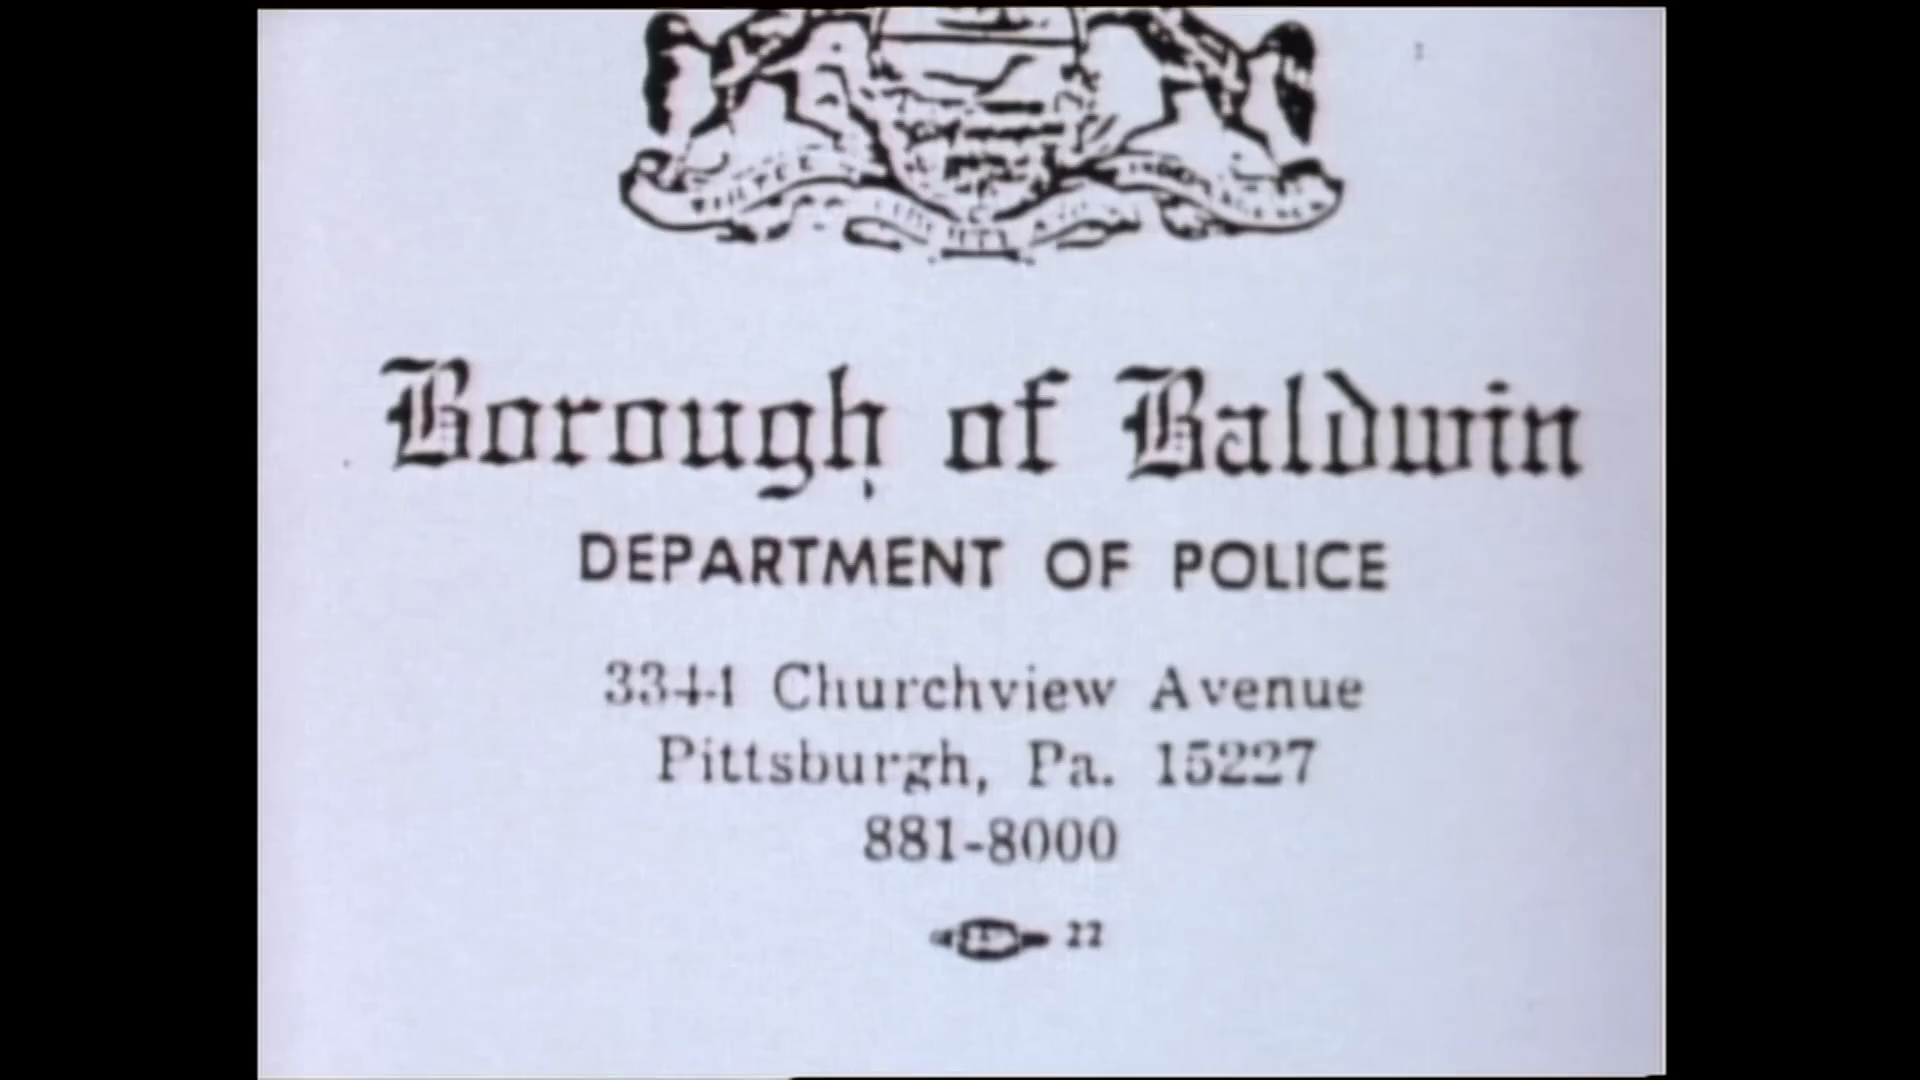 Borough of Baldwin
DEPARTMENT OF POLICE
3344 Churchview Avenue
Pittsburgh, Pa. 15227
881-8000
22